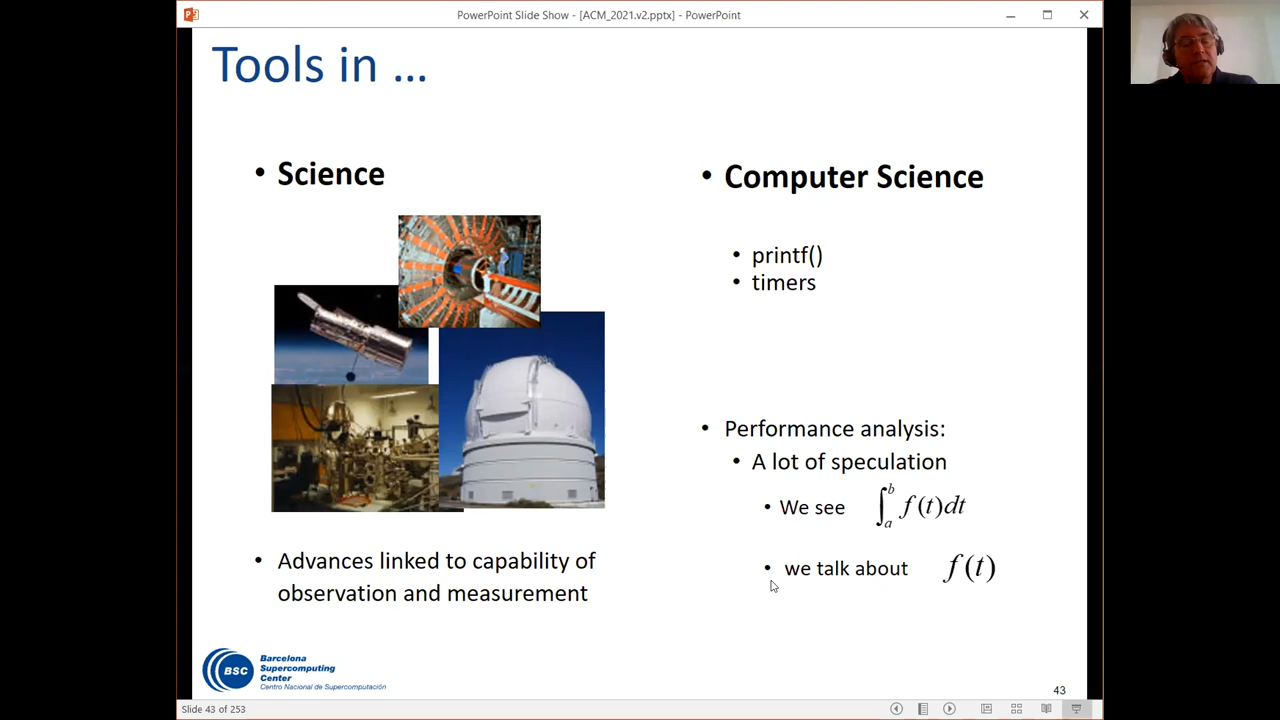 PowerPoint Slide Show - [ACM_2021.v2.pptx] - PowerPoint
Tools in ...
• Science
• Advances linked to capability of
observation and measurement
• Computer Science
• printf()
• timers
• Performance analysis:
• A lot of speculation
• We see ∫_a^b f(t)dt
• we talk about f(t)
BSC
Barcelona
Supercomputing
Center
Centro Nacional de Supercomputación
43
Slide 43 of 253